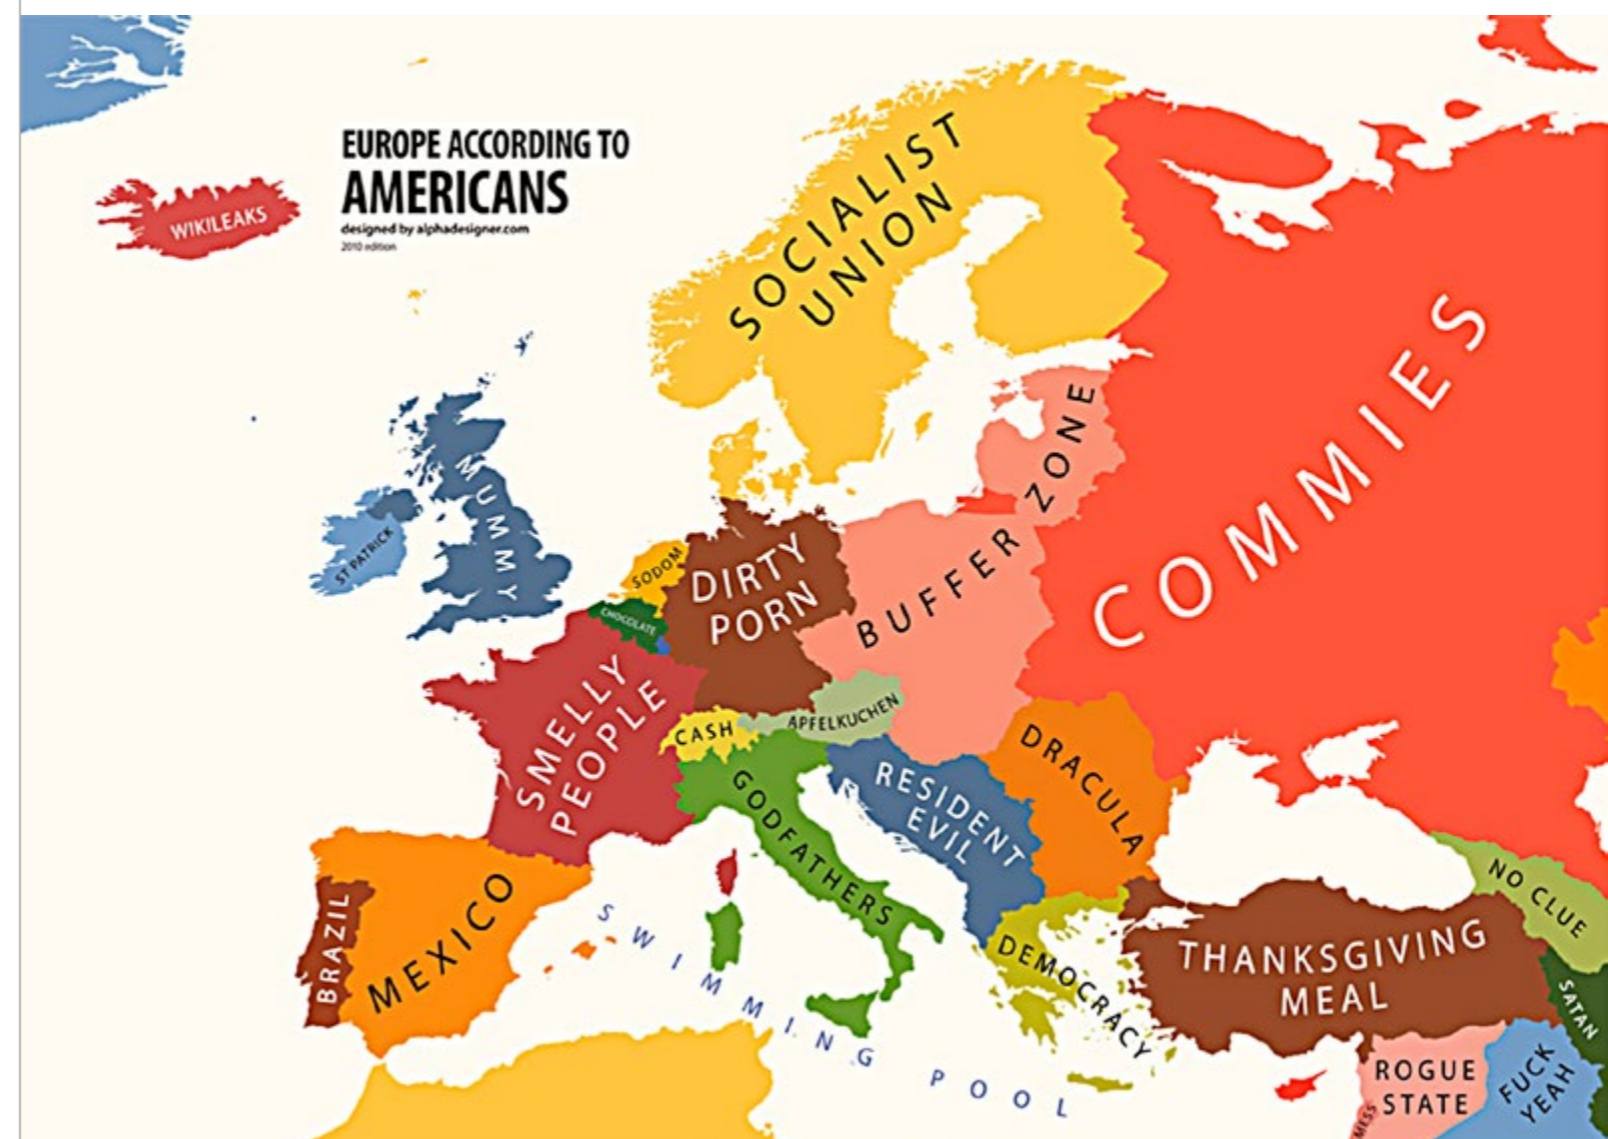 EUROPE ACCORDING TO
AMERICANS
designed by alphadesigner.com
2010 edition
WIKILEAKS
SOCIALIST
UNION
COMMIES
BUFFER ZONE
MUMMY
ST PATRICK
SODOM
DIRTY
PORN
CHOCOLATE
SMELLY
PEOPLE
CASH
APFELKUCHEN
DRACULA
RESIDENT
EVIL
GODFATHERS
BRAZIL
MEXICO
SWIMMING POOL
DEMOCRACY
THANKSGIVING
MEAL
NO CLUE
SATAN
ROGUE
STATE
FUCK
YEAH
MESS